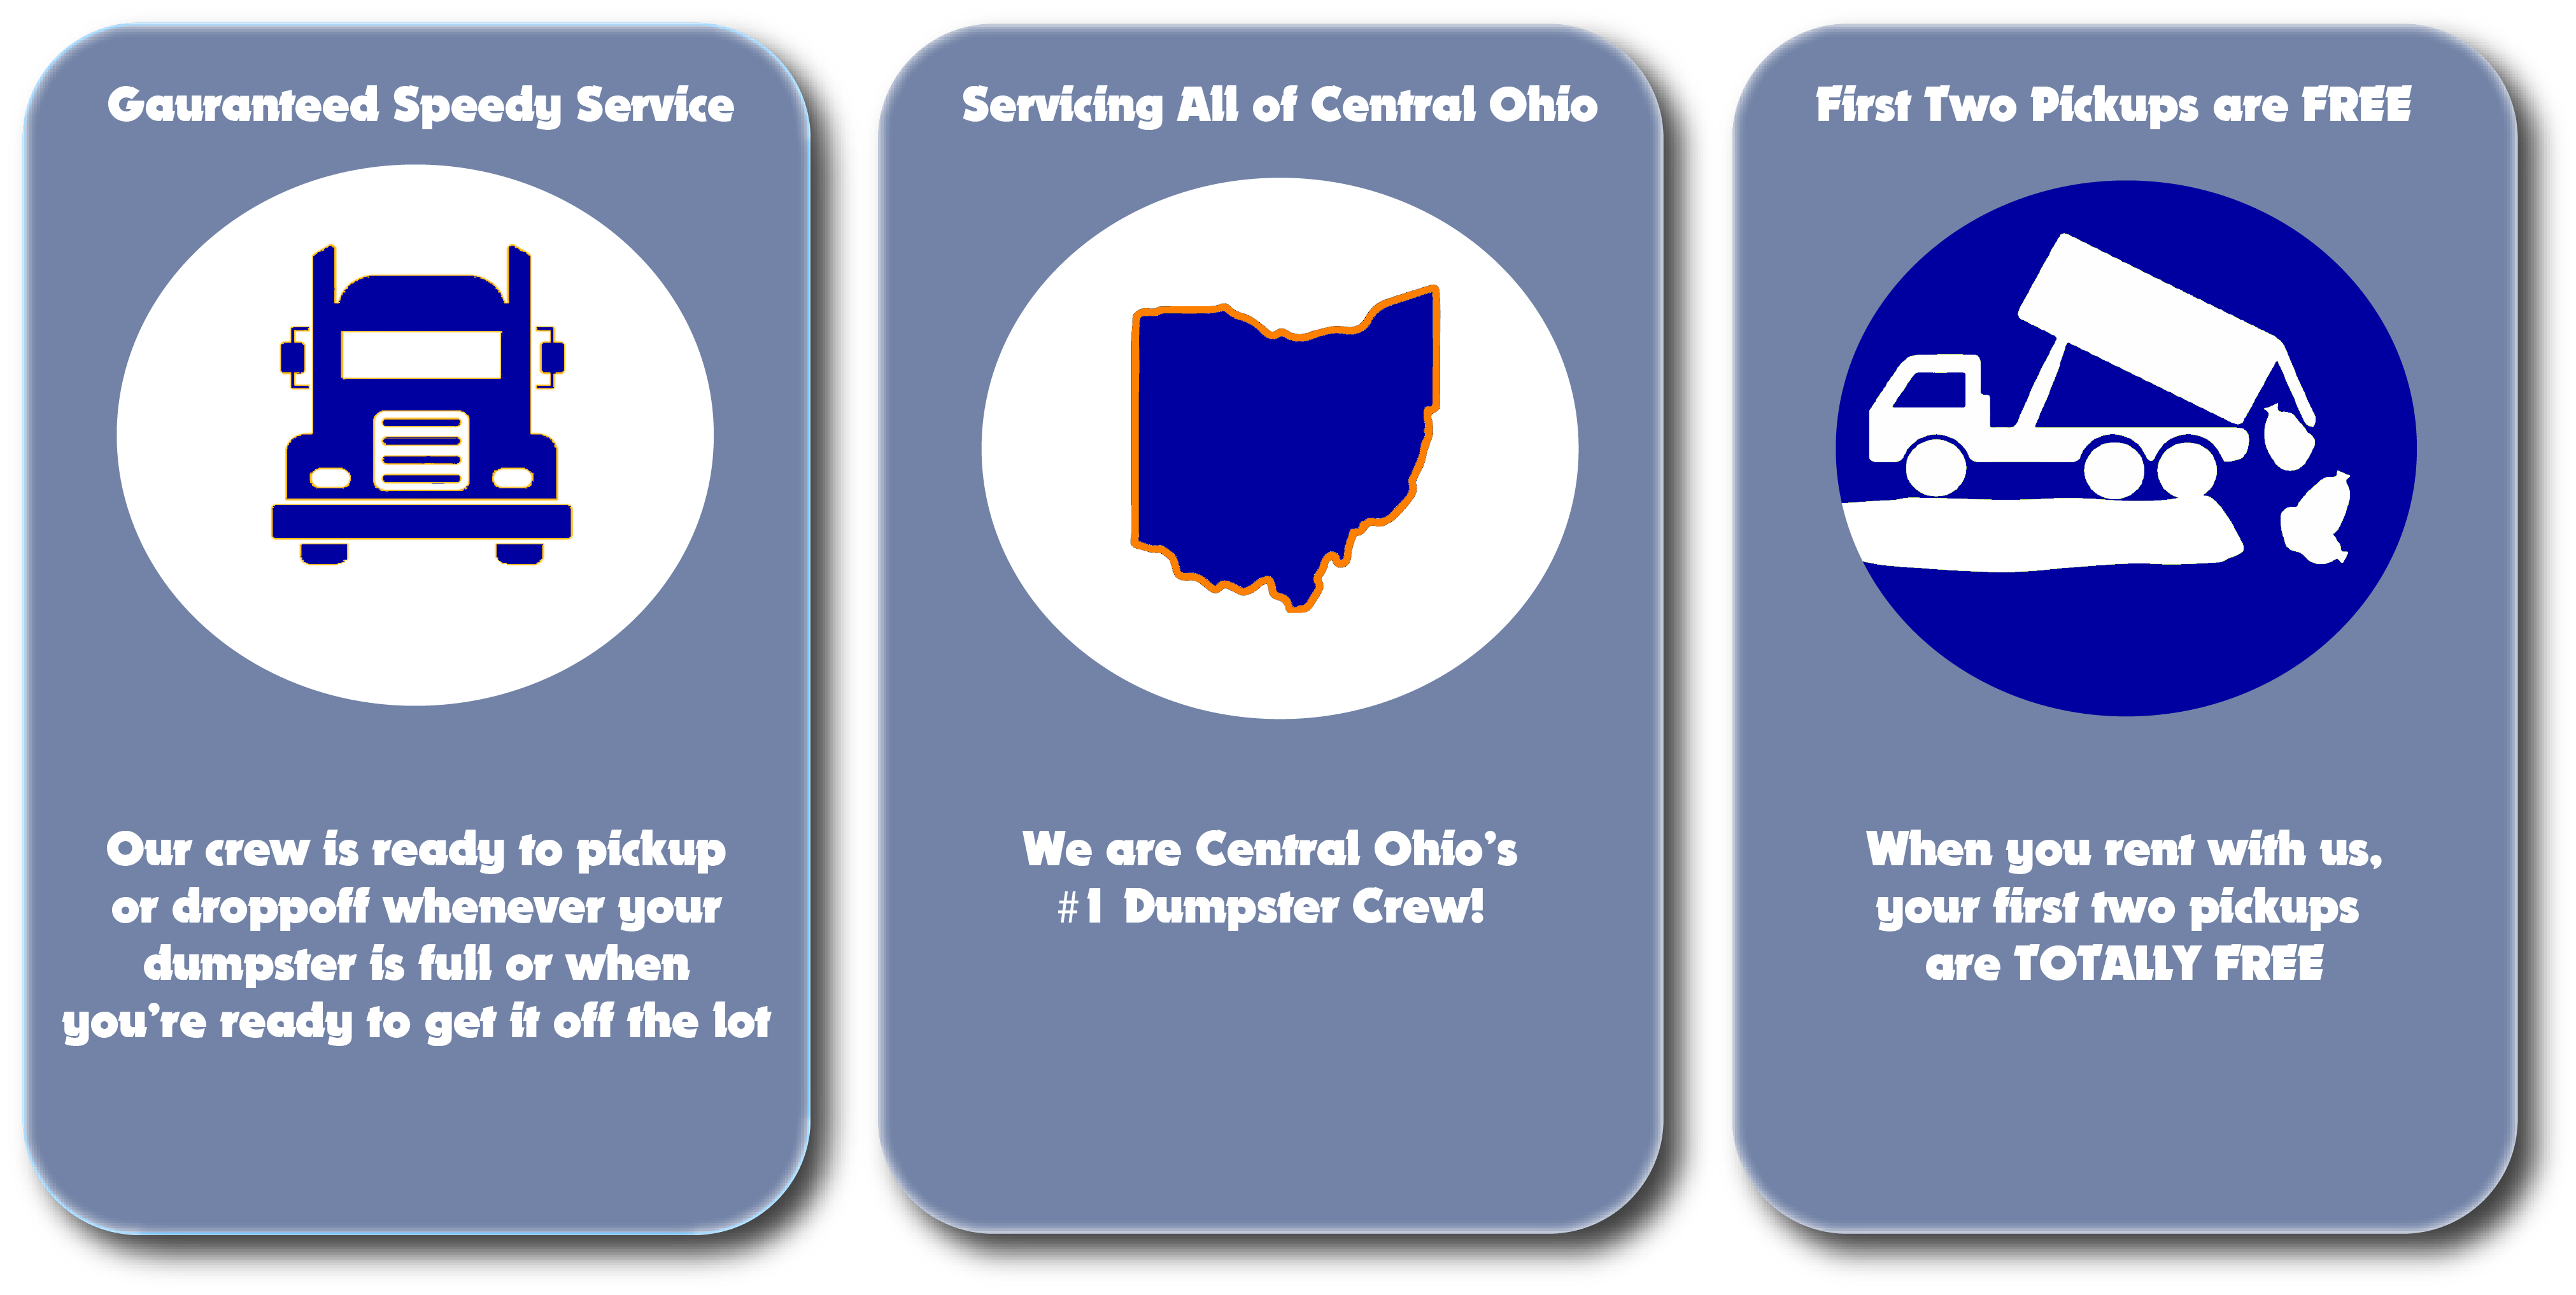 Gauranteed Speedy Service
Our crew is ready to pickup
or droppoff whenever your
dumpster is full or when
you're ready to get it off the lot
Servicing All of Central Ohio
We are Central Ohio's
#1 Dumpster Crew!
First Two Pickups are FREE
When you rent with us,
your first two pickups
are TOTALLY FREE